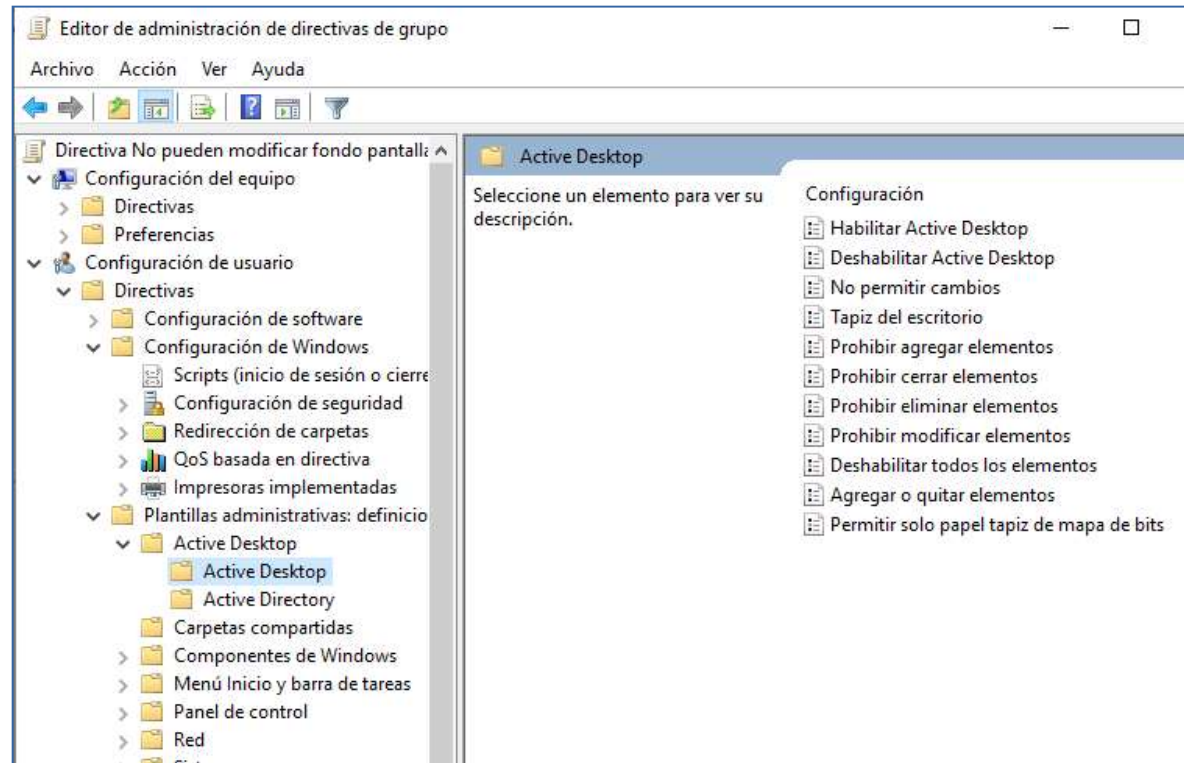 Editor de administración de directivas de grupo
Archivo Acción Ver Ayuda
Directiva No pueden modificar fondo pantalla
Configuración del equipo
Directivas
Preferencias
Configuración de usuario
Directivas
Configuración de software
Configuración de Windows
Scripts (inicio de sesión o cierre
Configuración de seguridad
Redirección de carpetas
QoS basada en directiva
Impresoras implementadas
Plantillas administrativas: definicio
Active Desktop
Active Desktop
Active Directory
Carpetas compartidas
Componentes de Windows
Menú Inicio y barra de tareas
Panel de control
Red
Active Desktop
Seleccione un elemento para ver su
descripción.
Configuración
Habilitar Active Desktop
Deshabilitar Active Desktop
No permitir cambios
Tapiz del escritorio
Prohibir agregar elementos
Prohibir cerrar elementos
Prohibir eliminar elementos
Prohibir modificar elementos
Deshabilitar todos los elementos
Agregar o quitar elementos
Permitir solo papel tapiz de mapa de bits